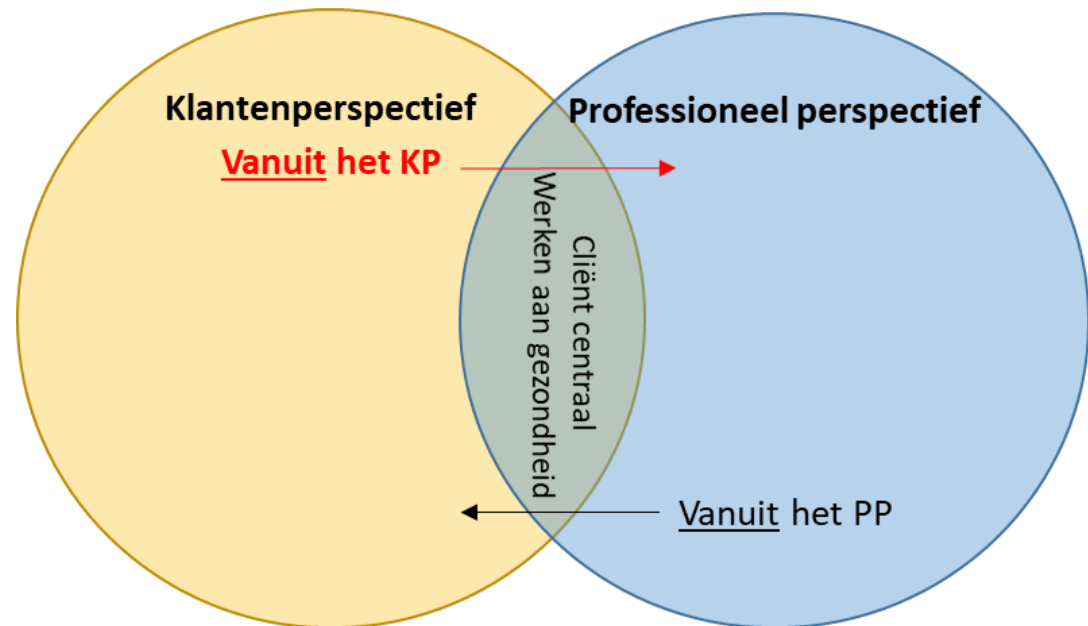 Klantenperspectief
Professioneel perspectief
Vanuit het KP
Cliënt centraal
Werken aan gezondheid
Vanuit het PP